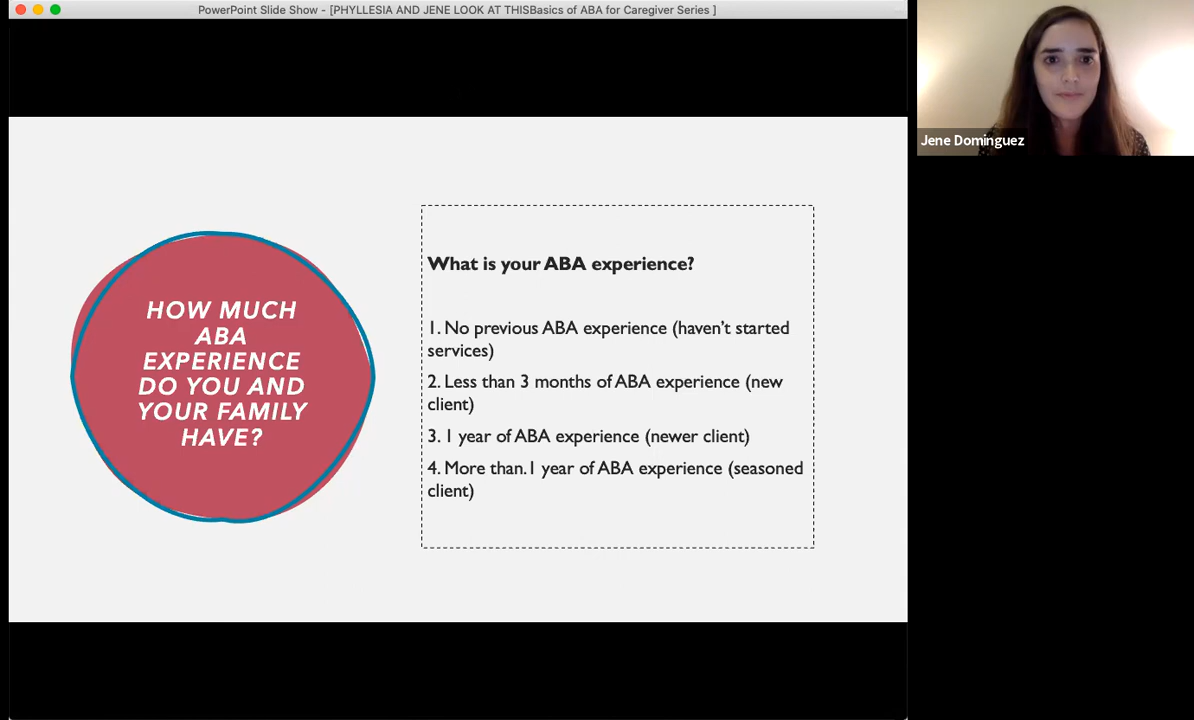 PowerPoint Slide Show - [PHYLLESIA AND JENE LOOK AT THISBasics of ABA for Caregiver Series ]
Jene Dominguez
HOW MUCH
ABA
EXPERIENCE
DO YOU AND
YOUR FAMILY
HAVE?
What is your ABA experience?
1. No previous ABA experience (haven't started
services)
2. Less than 3 months of ABA experience (new
client)
3. 1 year of ABA experience (newer client)
4. More than.1 year of ABA experience (seasoned
client)